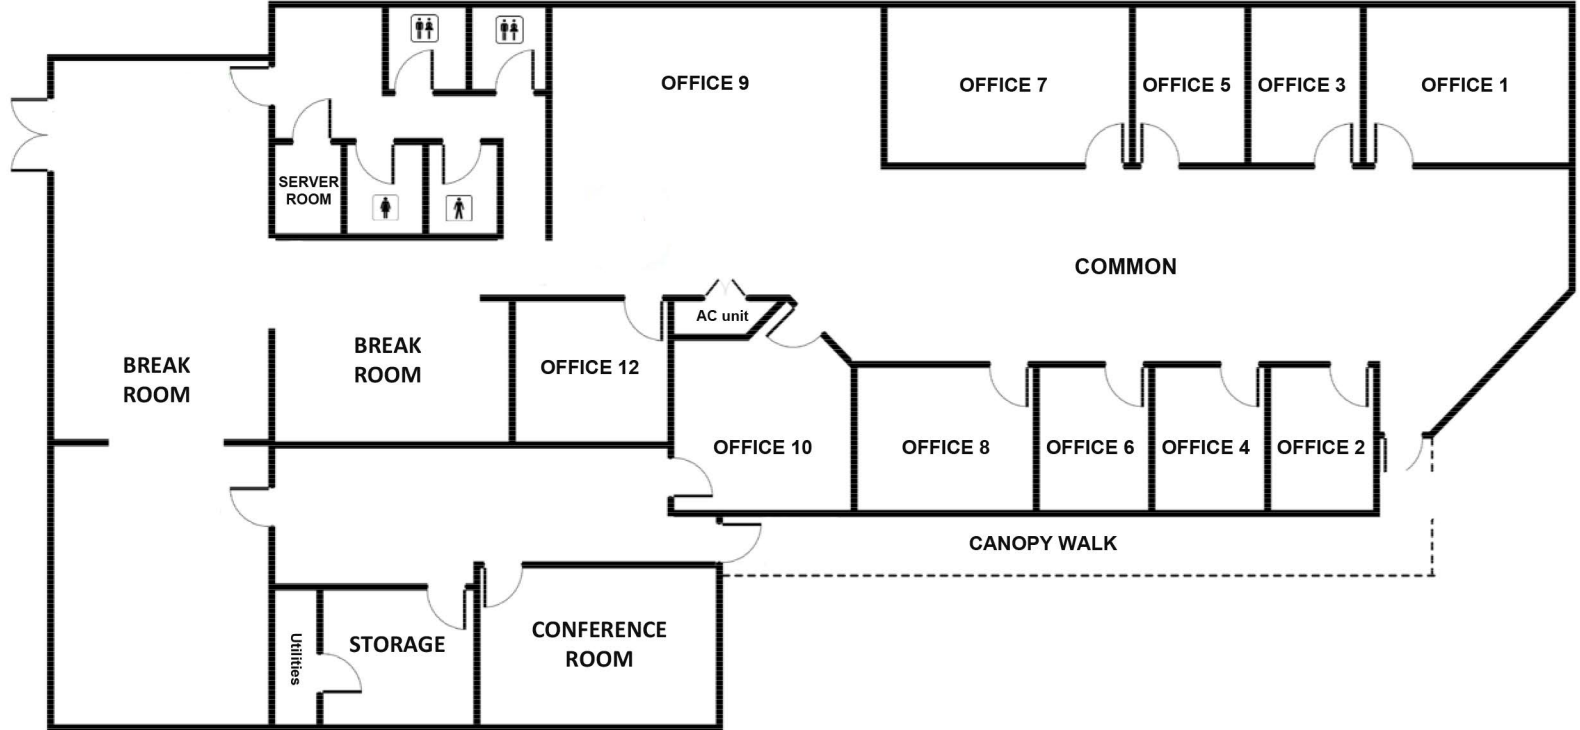 OFFICE 9
OFFICE 7
OFFICE 5
OFFICE 3
OFFICE 1
SERVER
ROOM
COMMON
AC unit
BREAK
ROOM
BREAK
ROOM
OFFICE 12
OFFICE 10
OFFICE 8
OFFICE 6
OFFICE 4
OFFICE 2
CANOPY WALK
Utilities
STORAGE
CONFERENCE
ROOM